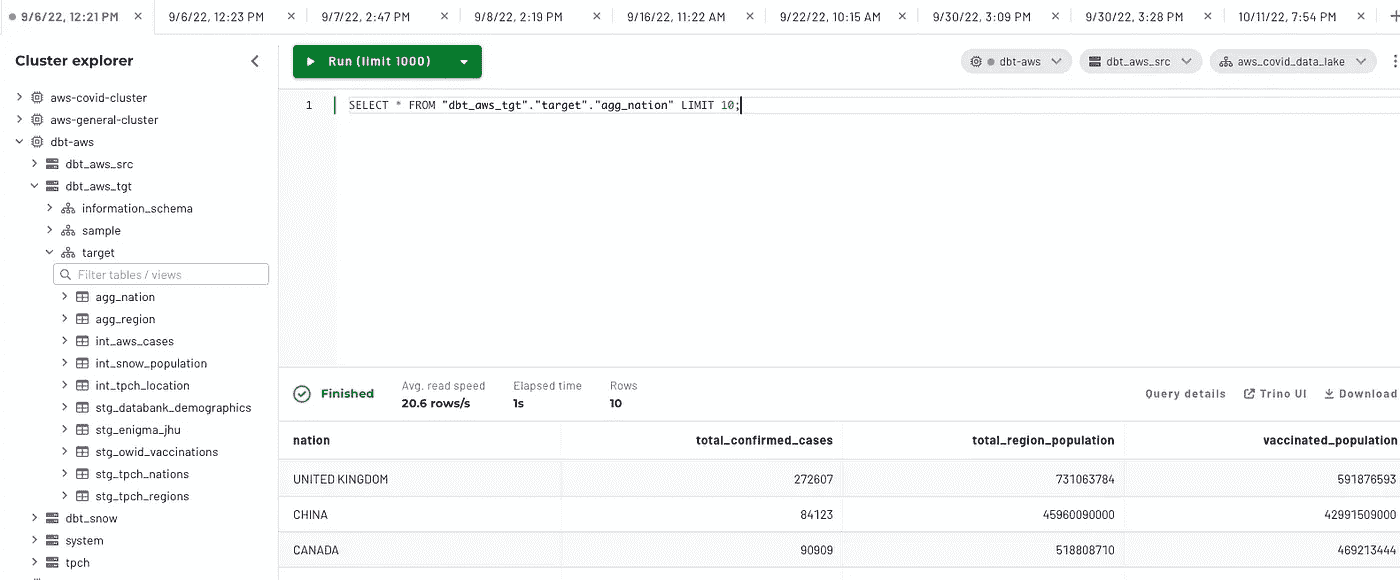 9/6/22, 12:21 PM 9/6/22, 12:23 PM 9/7/22, 2:47 PM 9/8/22, 2:19 PM 9/16/22, 11:22 AM 9/22/22, 10:15 AM 9/30/22, 3:09 PM 9/30/22, 3:28 PM 10/11/22, 7:54 PM
Cluster explorer
aws-covid-cluster
aws-general-cluster
dbt-aws
dbt_aws_src
dbt_aws_tgt
information_schema
sample
target
Filter tables / views
agg_nation
agg_region
int_aws_cases
int_snow_population
int_tpch_location
stg_databank_demographics
stg_enigma_jhu
stg_owid_vaccinations
stg_tpch_nations
stg_tpch_regions
dbt_snow
system
tpch
Run (limit 1000) dbt-aws dbt_aws_src aws_covid_data_lake
1 SELECT * FROM "dbt_aws_tgt"."target"."agg_nation" LIMIT 10;
Finished
Avg. read speed Elapsed time Rows
20.6 rows/s 1s 10
Query details Trino UI Download
nation total_confirmed_cases total_region_population vaccinated_population
UNITED KINGDOM 272607 731063784 591876593
CHINA 84123 45960090000 42991509000
CANADA 90909 518808710 469213444